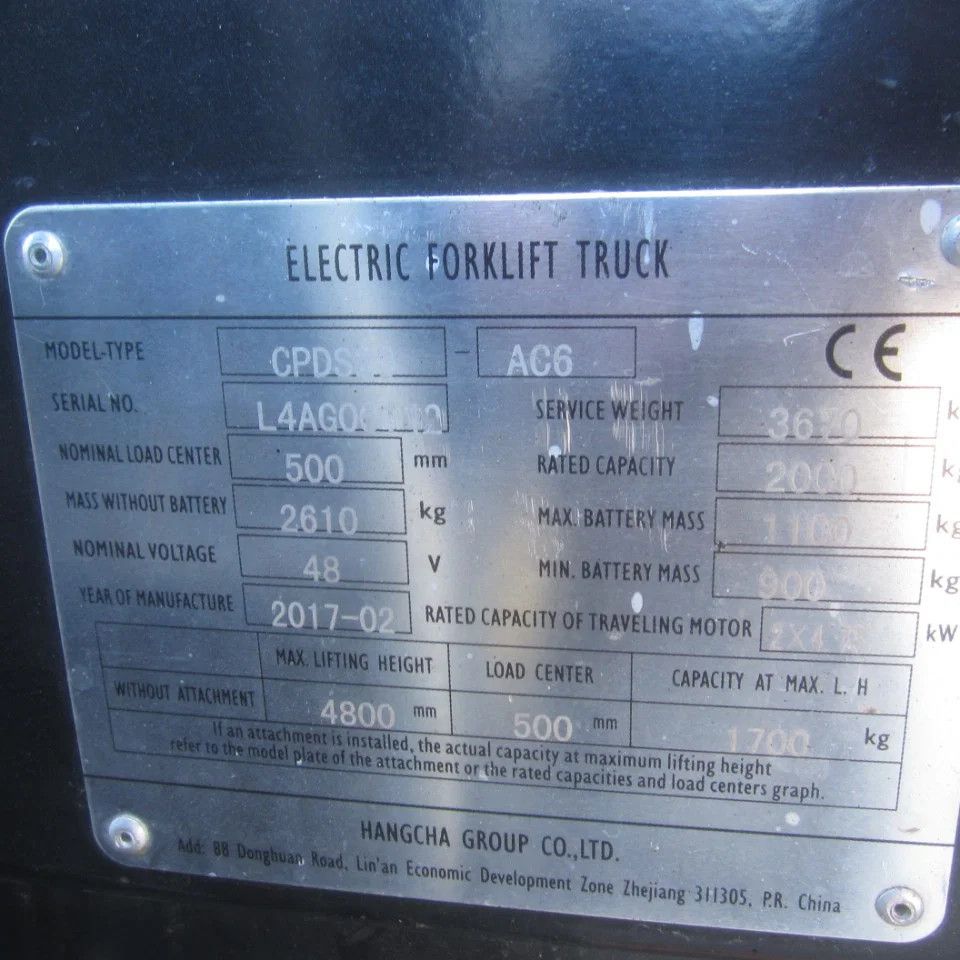 ELECTRIC FORKLIFT TRUCK
MODEL-TYPE - AC6 CE
SERIAL NO. SERVICE WEIGHT
NOMINAL LOAD CENTER 500 mm RATED CAPACITY 2000 kg
MASS WITHOUT BATTERY 2610 kg MAX. BATTERY MASS 1100 kg
NOMINAL VOLTAGE 48 V MIN. BATTERY MASS 900 kg
YEAR OF MANUFACTURE 2017-02 RATED CAPACITY OF TRAVELING MOTOR kW
MAX. LIFTING HEIGHT LOAD CENTER CAPACITY AT MAX. L. H
WITHOUT ATTACHMENT 4800 mm 500 mm 1700 kg
If an attachment is installed, the actual capacity at maximum lifting height
refer to the model plate of the attachment or the rated capacities and load centers graph.
HANGCHA GROUP CO.,LTD.
Add: 88 Donghuan Road, Lin'an Economic Development Zone Zhejiang 311305, P.R. China